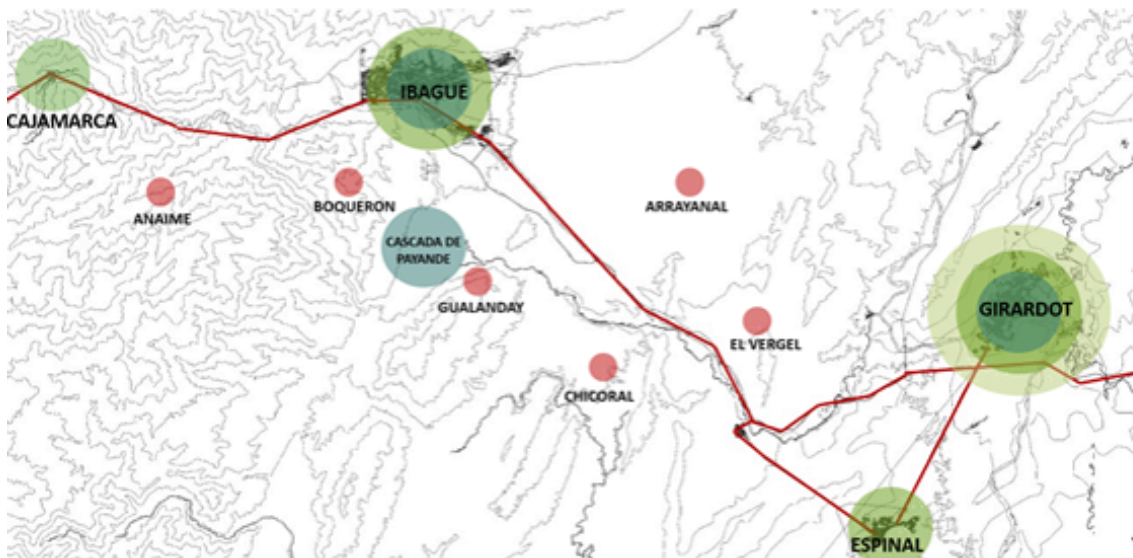 IBAGUE
CAJAMARCA
ANAIME
BOQUERON
ARRAYANAL
CASCADA DE
PAYANDE
GUALANDAY
GIRARDOT
EL VERGEL
CHICORAL
ESPINAL